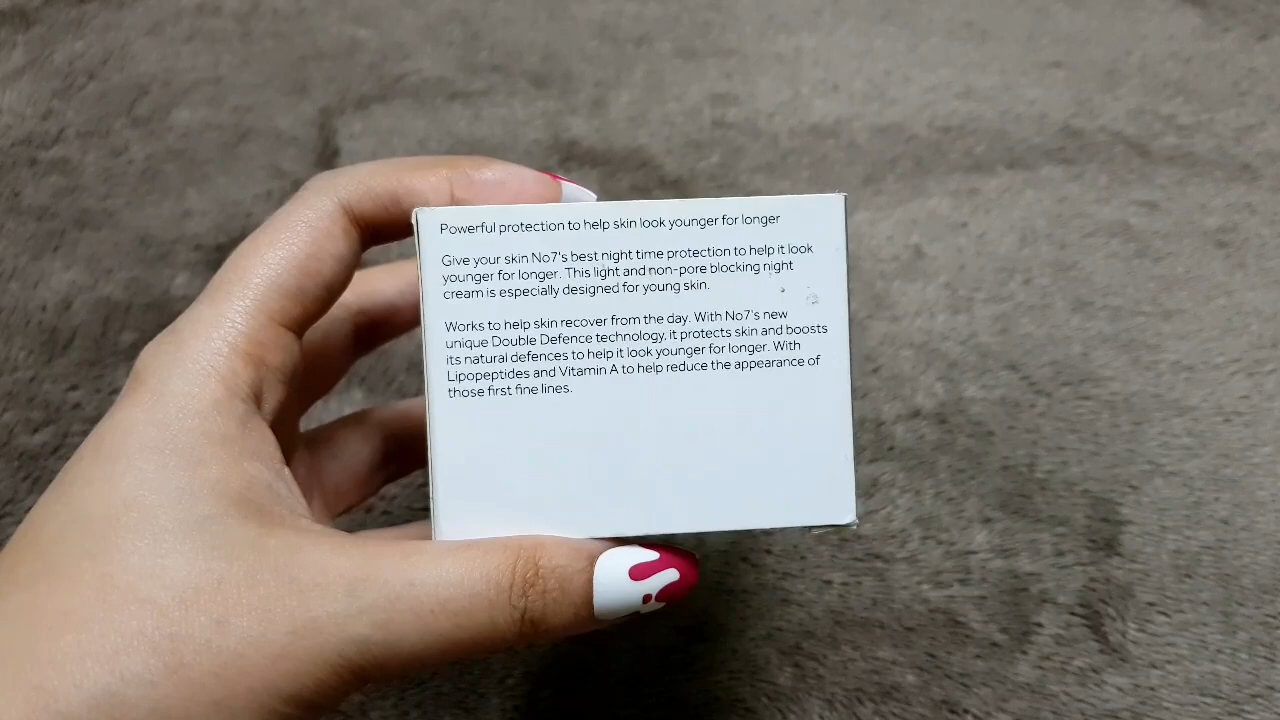 Powerful protection to help skin look younger for longer
Give your skin No7's best night time protection to help it look
younger for longer. This light and non-pore blocking night
cream is especially designed for young skin.
Works to help skin recover from the day. With No7's new
unique Double Defence technology, it protects skin and boosts
its natural defences to help it look younger for longer. With
Lipopeptides and Vitamin A to help reduce the appearance of
those first fine lines.